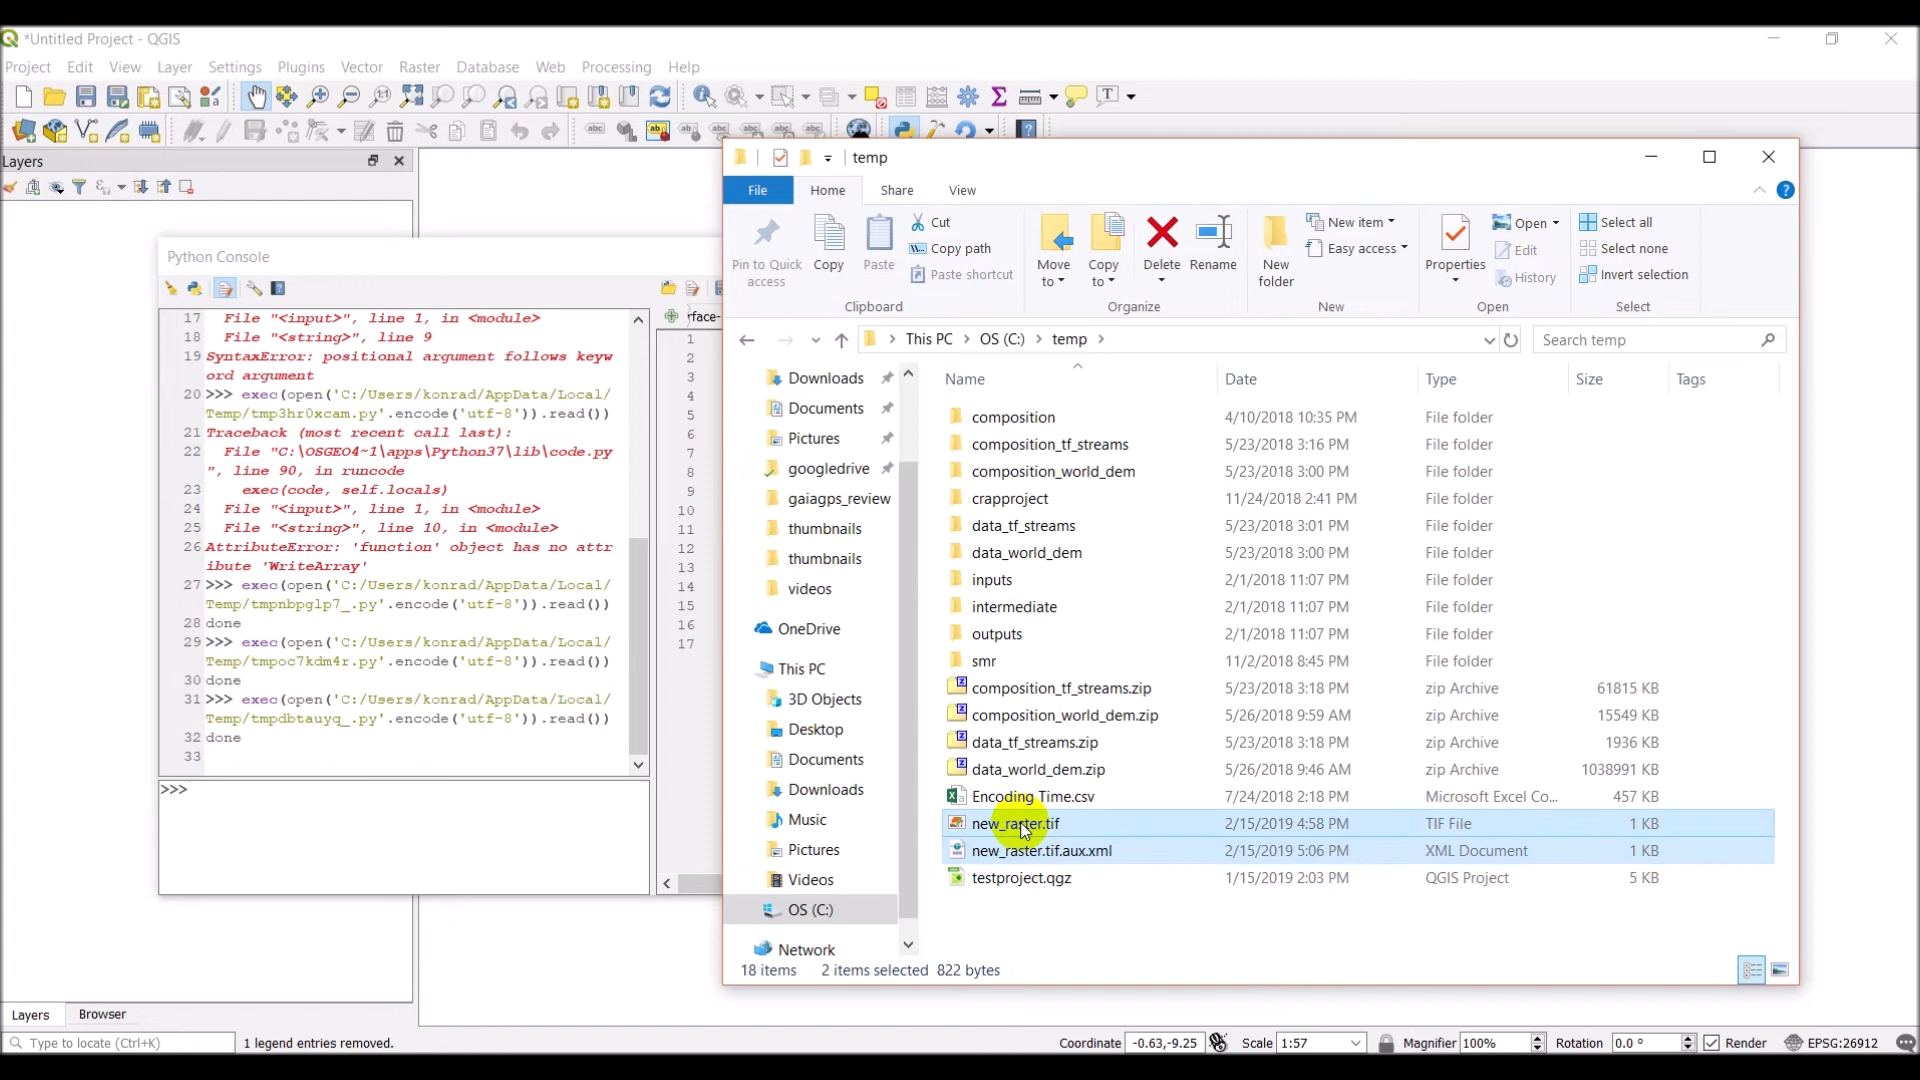 *Untitled Project - QGIS
Project Edit View Layer Settings Plugins Vector Raster Database Web Processing Help
Layers
Python Console
17 File "<input>", line 1, in <module>
18 File "<string>", line 9
19 SyntaxError: positional argument follows keyw
ord argument
20 >>> exec(open('C:/Users/konrad/AppData/Local/
Temp/tmp3hr0xcam.py'.encode('utf-8')).read())
21 Traceback (most recent call last):
22 File "C:\OSGEO4~1\apps\Python37\lib\code.py
", line 90, in runcode
23 exec(code, self.locals)
24 File "<input>", line 1, in <module>
25 File "<string>", line 10, in <module>
26 AttributeError: 'function' object has no attr
ibute 'WriteArray'
27 >>> exec(open('C:/Users/konrad/AppData/Local/
Temp/tmpnbpglp7_.py'.encode('utf-8')).read())
28 done
29 >>> exec(open('C:/Users/konrad/AppData/Local/
Temp/tmpoc7kdm4r.py'.encode('utf-8')).read())
30 done
31 >>> exec(open('C:/Users/konrad/AppData/Local/
Temp/tmpdbtauyq_.py'.encode('utf-8')).read())
32 done
33
>>>
rface-
1
2
3
4
5
6
7
8
9
10
11
12
13
14
15
16
17
temp
File Home Share View
Pin to Quick access
Copy
Paste
Cut
Copy path
Paste shortcut
Clipboard
Move to
Copy to
Delete
Rename
Organize
New folder
New item
Easy access
New
Properties
Open
Edit
History
Open
Select all
Select none
Invert selection
Select
This PC OS (C:) temp
Search temp
Downloads
Documents
Pictures
googledrive
gaiagps_review
thumbnails
thumbnails
videos
OneDrive
This PC
3D Objects
Desktop
Documents
Downloads
Music
Pictures
Videos
OS (C:)
Network
Name Date Type Size Tags
composition 4/10/2018 10:35 PM File folder
composition_tf_streams 5/23/2018 3:16 PM File folder
composition_world_dem 5/23/2018 3:00 PM File folder
crapproject 11/24/2018 2:41 PM File folder
data_tf_streams 5/23/2018 3:01 PM File folder
data_world_dem 5/23/2018 3:00 PM File folder
inputs 2/1/2018 11:07 PM File folder
intermediate 2/1/2018 11:07 PM File folder
outputs 2/1/2018 11:07 PM File folder
smr 11/2/2018 8:45 PM File folder
composition_tf_streams.zip 5/23/2018 3:18 PM zip Archive 61815 KB
composition_world_dem.zip 5/26/2018 9:59 AM zip Archive 15549 KB
data_tf_streams.zip 5/23/2018 3:18 PM zip Archive 1936 KB
data_world_dem.zip 5/26/2018 9:46 AM zip Archive 1038991 KB
Encoding Time.csv 7/24/2018 2:18 PM Microsoft Excel Co... 457 KB
new_raster.tif 2/15/2019 4:58 PM TIF File 1 KB
new_raster.tif.aux.xml 2/15/2019 5:06 PM XML Document 1 KB
testproject.qgz 1/15/2019 2:03 PM QGIS Project 5 KB
18 items 2 items selected 822 bytes
Layers Browser
Type to locate (Ctrl+K) 1 legend entries removed. Coordinate -0.63,-9.25 Scale 1:57 Magnifier 100% Rotation 0.0 ° Render EPSG:26912